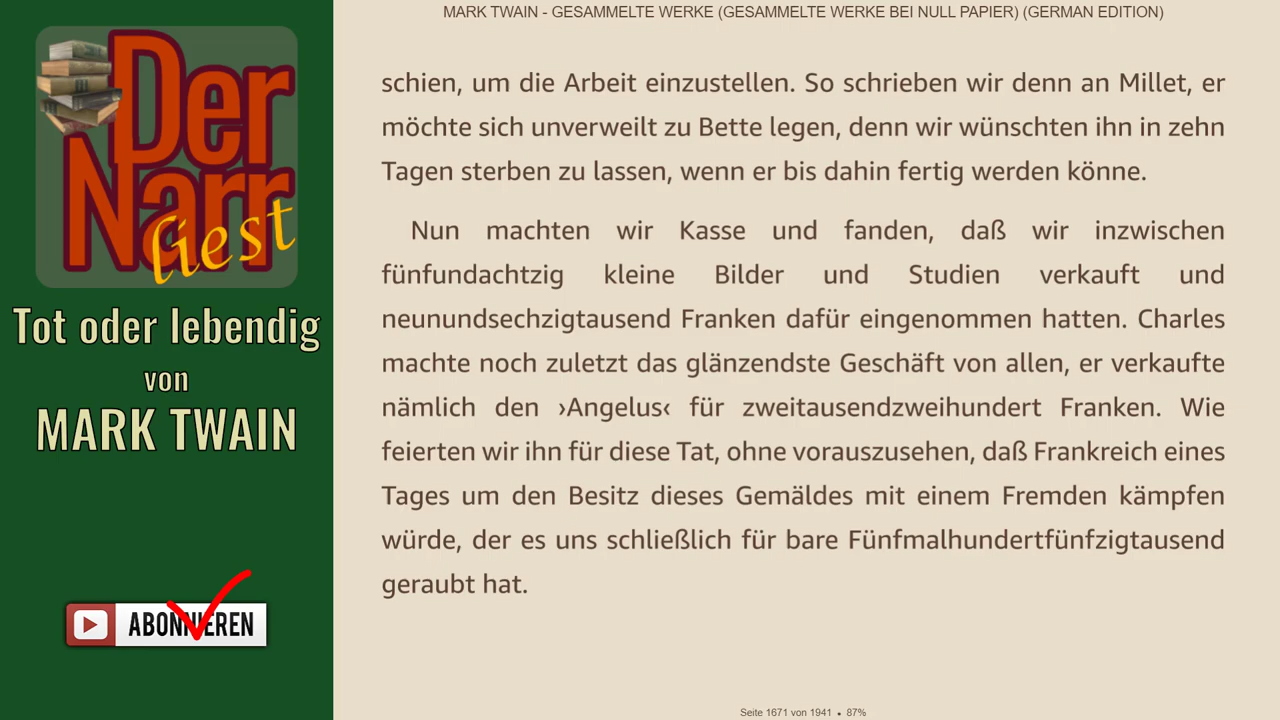 Der
Narr
liest
Tot oder lebendig
von
MARK TWAIN
ABONNIEREN
MARK TWAIN - GESAMMELTE WERKE (GESAMMELTE WERKE BEI NULL PAPIER) (GERMAN EDITION)
schien, um die Arbeit einzustellen. So schrieben wir denn an Millet, er
möchte sich unverweilt zu Bette legen, denn wir wünschten ihn in zehn
Tagen sterben zu lassen, wenn er bis dahin fertig werden könne.
Nun machten wir Kasse und fanden, daß wir inzwischen
fünfundachtzig kleine Bilder und Studien verkauft und
neunundsechzigtausend Franken dafür eingenommen hatten. Charles
machte noch zuletzt das glänzendste Geschäft von allen, er verkaufte
nämlich den ›Angelus‹ für zweitausendzweihundert Franken. Wie
feierten wir ihn für diese Tat, ohne vorauszusehen, daß Frankreich eines
Tages um den Besitz dieses Gemäldes mit einem Fremden kämpfen
würde, der es uns schließlich für bare Fünfmalhundertfünfzigtausend
geraubt hat.
Seite 1671 von 1941 • 87%